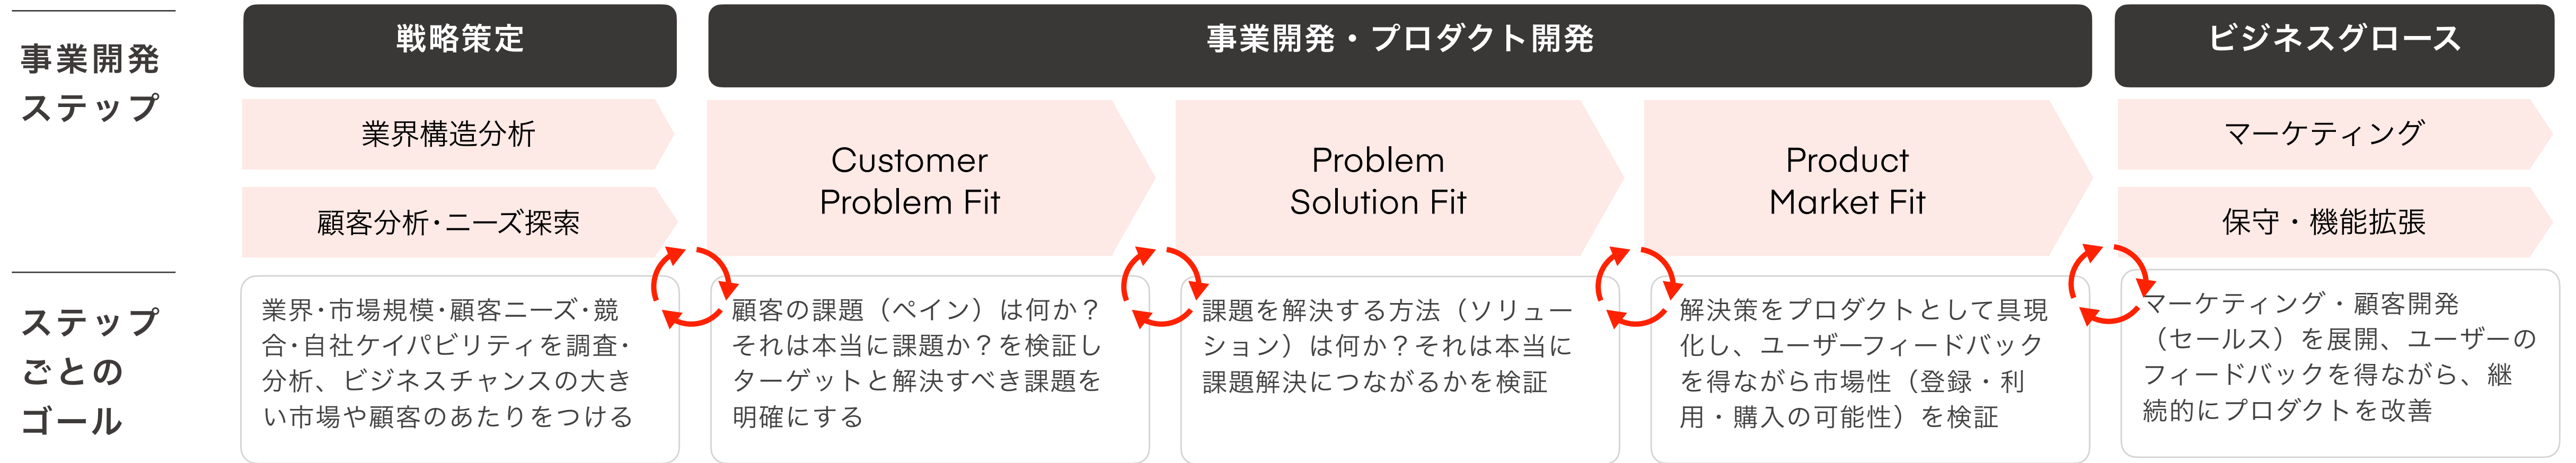 事業開発
ステップ
戦略策定
業界構造分析
顧客分析･ニーズ探索
事業開発・プロダクト開発
Customer
Problem Fit
Problem
Solution Fit
Product
Market Fit
ビジネスグロース
マーケティング
保守・機能拡張
ステップ
ごとの
ゴール
業界･市場規模･顧客ニーズ･競
合･自社ケイパビリティを調査･
分析、ビジネスチャンスの大き
い市場や顧客のあたりをつける
顧客の課題（ペイン）は何か？
それは本当に課題か？を検証し
ターゲットと解決すべき課題を
明確にする
課題を解決する方法（ソリュー
ション）は何か？それは本当に
課題解決につながるかを検証
解決策をプロダクトとして具現
化し、ユーザーフィードバック
を得ながら市場性（登録・利
用・購入の可能性）を検証
マーケティング・顧客開発
（セールス）を展開、ユーザーの
フィードバックを得ながら、継
続的にプロダクトを改善